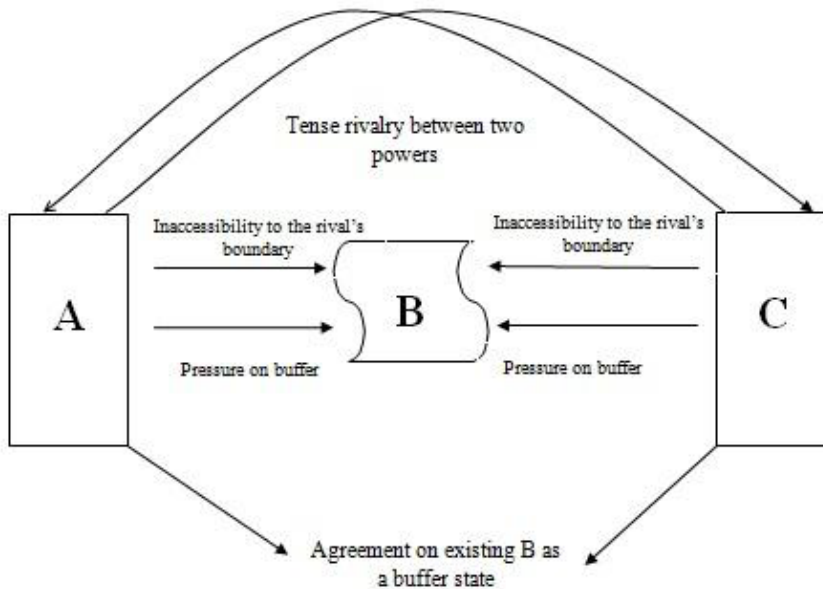 Tense rivalry between two
powers
Inaccessibility to the rival's
boundary
Inaccessibility to the rival's
boundary
A
B
C
Pressure on buffer
Pressure on buffer
Agreement on existing B as
a buffer state